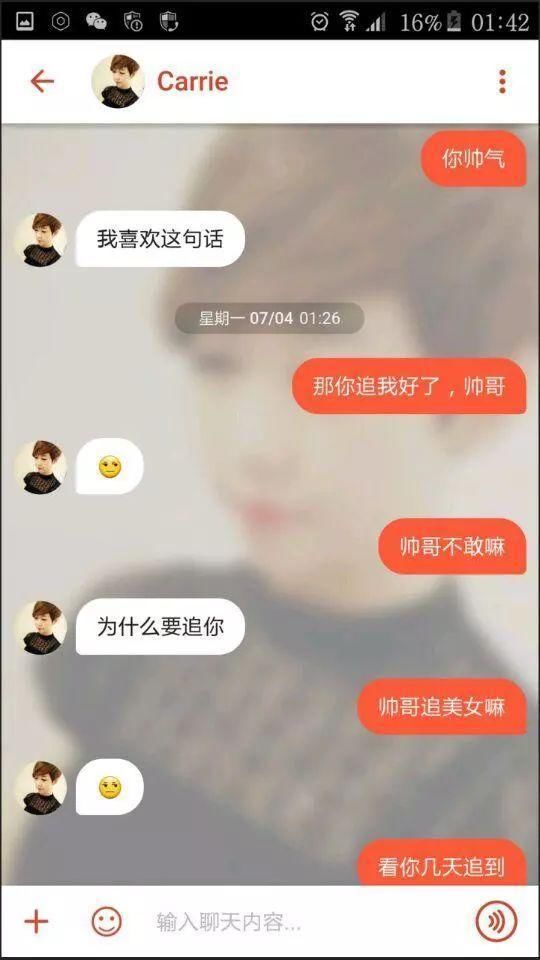 16% 01:42
Carrie
你帅气
我喜欢这句话
星期一 07/04 01:26
那你追我好了，帅哥
帅哥不敢嘛
为什么要追你
帅哥追美女嘛
看你几天追到
输入聊天内容...